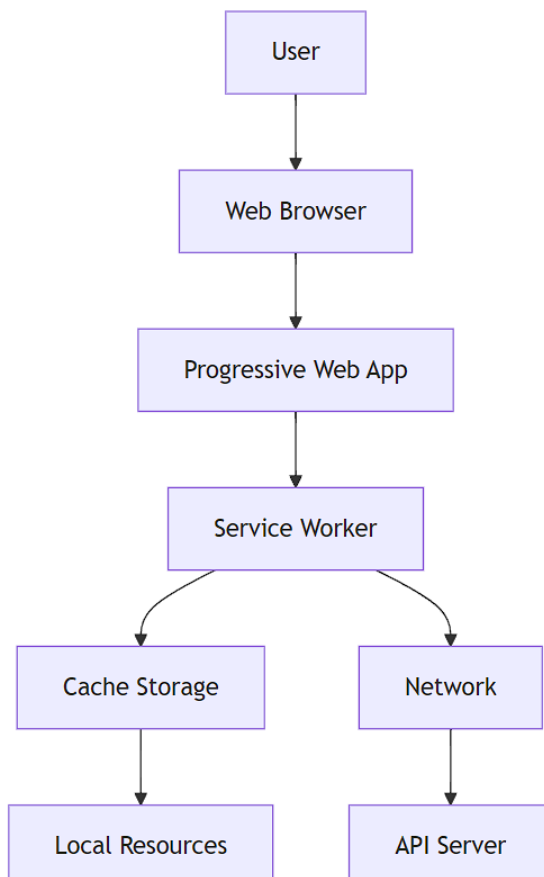 User
Web Browser
Progressive Web App
Service Worker
Cache Storage
Network
Local Resources
API Server